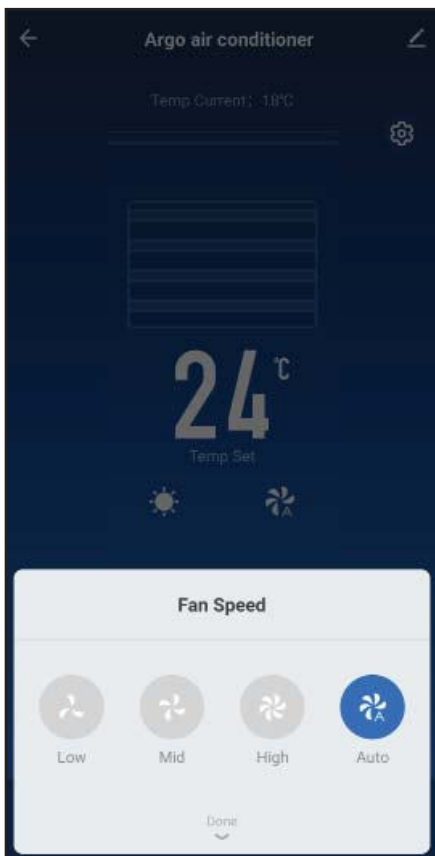 Argo air conditioner
Temp Current: 18℃
24℃
Temp Set
A
Fan Speed
A
Low Mid High Auto
Done